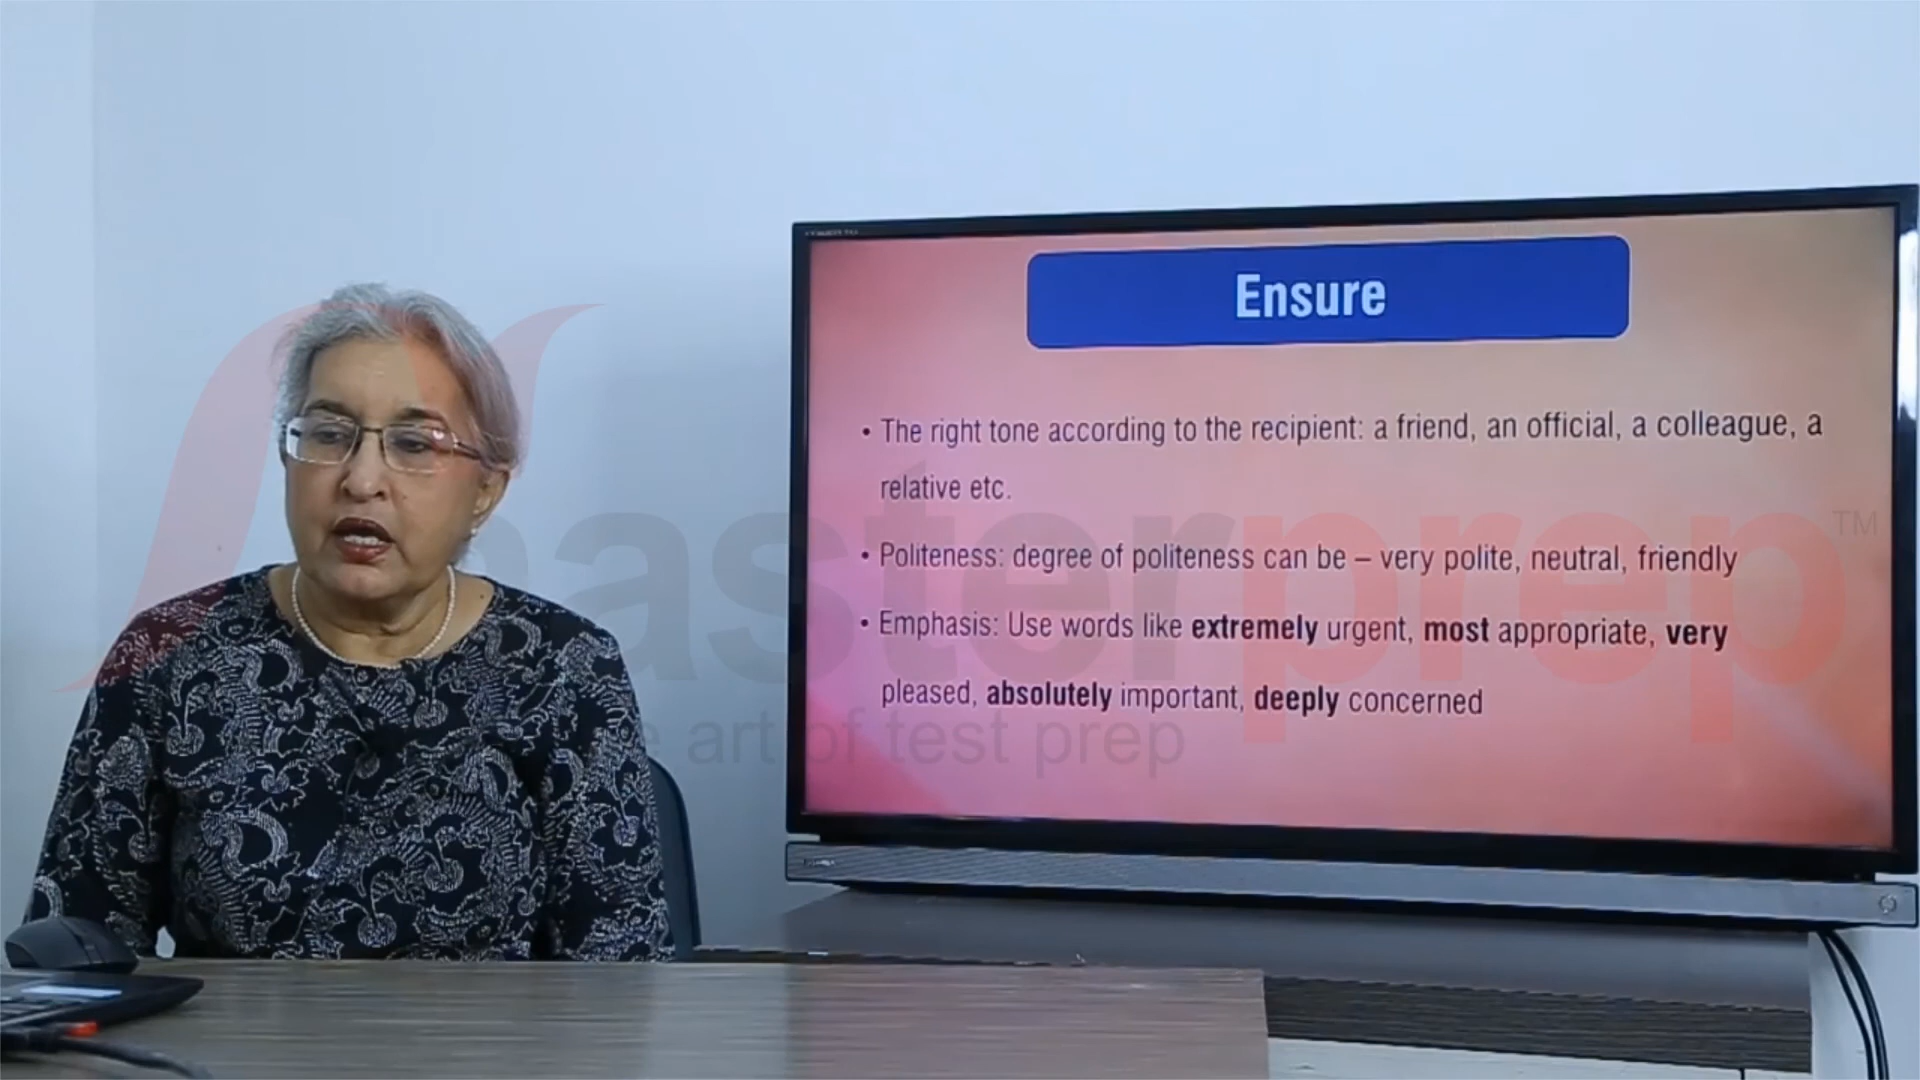 Ensure
• The right tone according to the recipient: a friend, an official, a colleague, a
relative etc.
• Politeness: degree of politeness can be – very polite, neutral, friendly
• Emphasis: Use words like extremely urgent, most appropriate, very
pleased, absolutely important, deeply concerned
masterprep TM
art of test prep